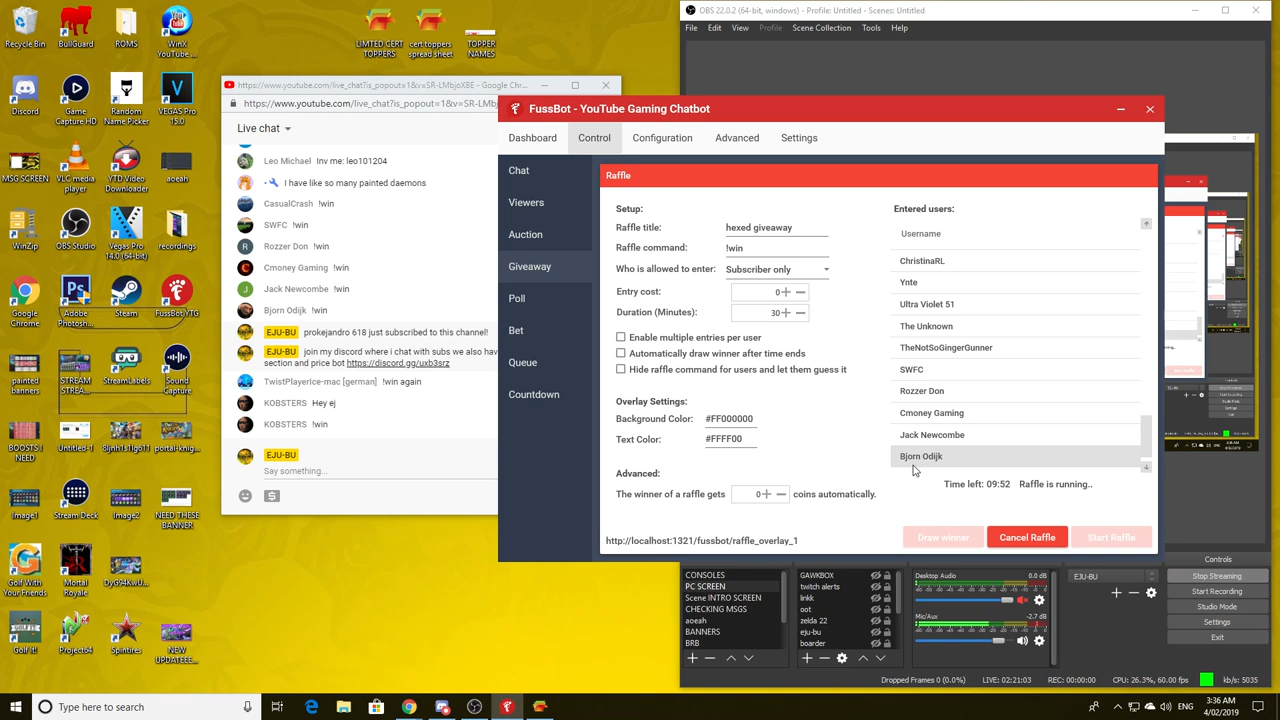 Recycle Bin
BullGuard
ROMS
WinX YouTube ...
LIMTED CERT TOPPERS
cert toppers spread sheet
TOPPER NAMES
Discord
Game Capture HD
Random Name Picker
VEGAS Pro 15.0
MSG SCREEN
VLC media player
YTD Video Downloader
aoeah
WinZip
OBS Studio
Vegas Pro 14.0 (64-bit)
recordings
Google Chrome
Adobe Photosh...
Steam
FussBot YTG
painted banners
STREAM STREAM...
StreamLabels
Sound Capture
BOOSTS I NEED
Untitled-1
8jnh1s1lgo11
portal-knig...
Image1
Stream Deck
Image2
NEED THESE BANNER
Golf With Your Friends
Mortal Royale
DyG94KwU...
Golf It!
Project64
Spintires
NEW UPDATEEE...
https://www.youtube.com/live_chat?is_popout=1&v=SR-LMbjoXBE - Google Chr...
https://www.youtube.com/live_chat?is_popout=1&v=SR-LMbj
Live chat
Leo Michael Inv me: leo101204
I have like so many painted daemons
CasualCrash !win
SWFC !win
Rozzer Don !win
Cmoney Gaming !win
Jack Newcombe !win
Bjorn Odijk !win
EJU-BU prokejandro 618 just subscribed to this channel!
EJU-BU join my discord where i chat with subs we also hav
section and price bot https://discord.gg/uxb3srz
TwistPlayerIce-mac [german] !win again
KOBSTERS Hey ej
KOBSTERS !win
EJU-BU
Say something...
FussBot - YouTube Gaming Chatbot
Dashboard Control Configuration Advanced Settings
Chat
Viewers
Auction
Giveaway
Poll
Bet
Queue
Countdown
Raffle
Setup:
Raffle title: hexed giveaway
Raffle command: !win
Who is allowed to enter: Subscriber only
Entry cost: 0
Duration (Minutes): 30
Enable multiple entries per user
Automatically draw winner after time ends
Hide raffle command for users and let them guess it
Overlay Settings:
Background Color: #FF000000
Text Color: #FFFF00
Advanced:
The winner of a raffle gets 0 coins automatically.
http://localhost:1321/fussbot/raffle_overlay_1
Entered users:
Username
ChristinaRL
Ynte
Ultra Violet 51
The Unknown
TheNotSoGingerGunner
SWFC
Rozzer Don
Cmoney Gaming
Jack Newcombe
Bjorn Odijk
Time left: 09:52 Raffle is running..
Draw winner Cancel Raffle Start Raffle
OBS 22.0.2 (64-bit, windows) - Profile: Untitled - Scenes: Untitled
File Edit View Profile Scene Collection Tools Help
CONSOLES
PC SCREEN
Scene INTRO SCREEN
CHECKING MSGS
aoeah
BANNERS
BRB
GAWKBOX
twitch alerts
linkk
oot
zelda 22
eju-bu
boarder
Desktop Audio 0.0 dB
Mic/Aux -2.7 dB
EJU-BU
Controls
Stop Streaming
Start Recording
Studio Mode
Settings
Exit
Dropped Frames 0 (0.0%) LIVE: 02:21:03 REC: 00:00:00 CPU: 26.3%, 60.00 fps kb/s: 5035
Type here to search
ENG
3:36 AM
4/02/2019